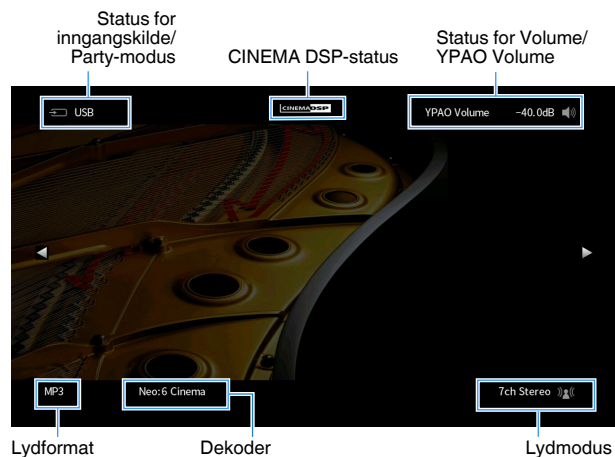 Status for
inngangskilde/
Party-modus
CINEMA DSP-status
Status for Volume/
YPAO Volume
USB
CINEMA DSP
YPAO Volume -40.0dB
MP3
Neo:6 Cinema
7ch Stereo
Lydformat
Dekoder
Lydmodus